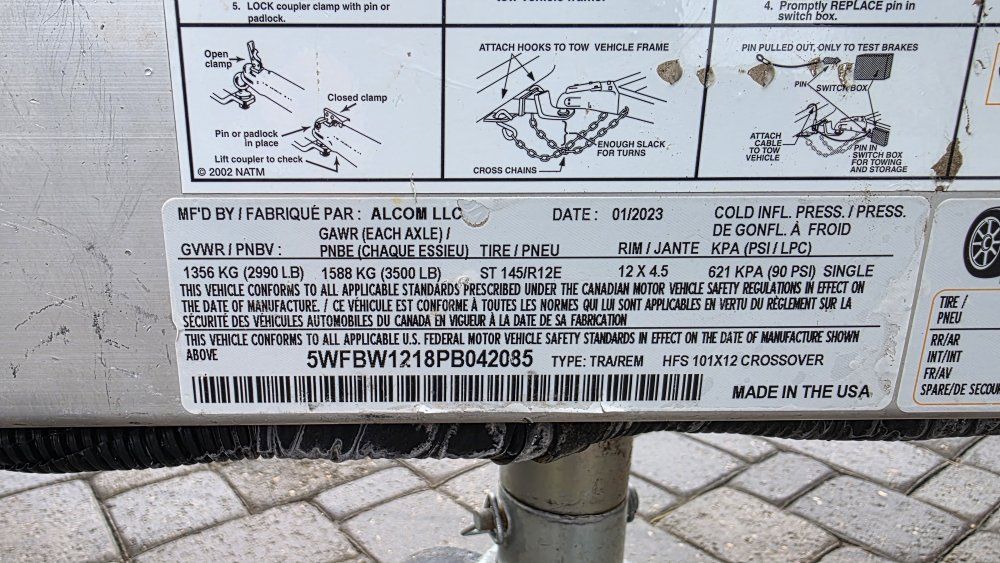 5. LOCK coupler clamp with pin or
padlock.
4. Promptly REPLACE pin in
switch box.
Open
clamp
Closed clamp
Pin or padlock
in place
Lift coupler to check
© 2002 NATM
ATTACH HOOKS TO TOW VEHICLE FRAME
ENOUGH SLACK
FOR TURNS
CROSS CHAINS
PIN PULLED OUT, ONLY TO TEST BRAKES
PIN
SWITCH BOX
ATTACH
CABLE
TO TOW
VEHICLE
PIN IN
SWITCH BOX
FOR TOWING
AND STORAGE
MF'D BY / FABRIQUÉ PAR : ALCOM LLC DATE : 01/2023 COLD INFL. PRESS. / PRESS.
GAWR (EACH AXLE) / DE GONFL. À FROID
GVWR / PNBV : PNBE (CHAQUE ESSIEU) TIRE / PNEU RIM / JANTE KPA (PSI / LPC)
1356 KG (2990 LB) 1588 KG (3500 LB) ST 145/R12E 12 X 4.5 621 KPA (90 PSI) SINGLE
THIS VEHICLE CONFORMS TO ALL APPLICABLE STANDARDS PRESCRIBED UNDER THE CANADIAN MOTOR VEHICLE SAFETY REGULATIONS IN EFFECT ON
THE DATE OF MANUFACTURE. / CE VÉHICULE EST CONFORME À TOUTES LES NORMES QUI LUI SONT APPLICABLES EN VERTU DU RÈGLEMENT SUR LA
SÉCURITÉ DES VÉHICULES AUTOMOBILES DU CANADA EN VIGUEUR À LA DATE DE SA FABRICATION
THIS VEHICLE CONFORMS TO ALL APPLICABLE U.S. FEDERAL MOTOR VEHICLE SAFETY STANDARDS IN EFFECT ON THE DATE OF MANUFACTURE SHOWN
ABOVE 5WFBW1218PB042085 TYPE: TRA/REM HFS 101X12 CROSSOVER
MADE IN THE USA
TIRE /
PNEU
RR/AR
INT/INT
FR/AV
SPARE/DE SECOU